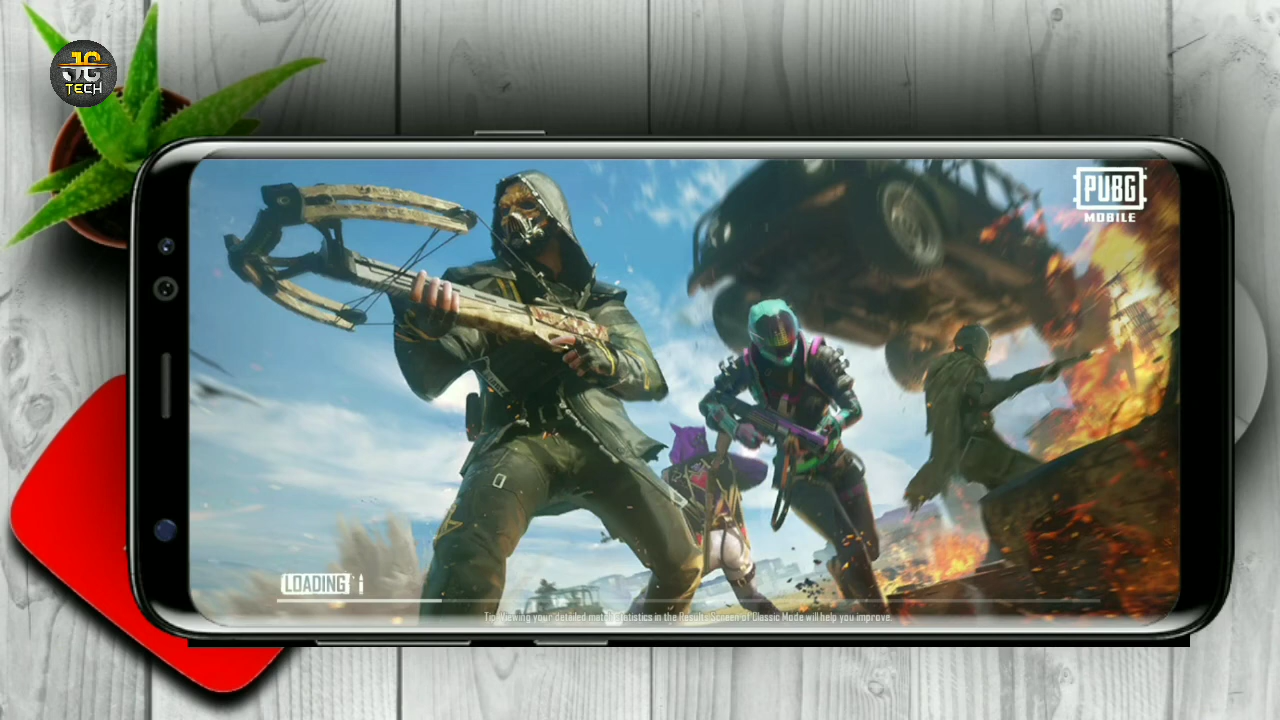 JC
TECH
PUBG
MOBILE
LOADING
Tip: Viewing your detailed match statistics in the Results Screen of Classic Mode will help you improve.